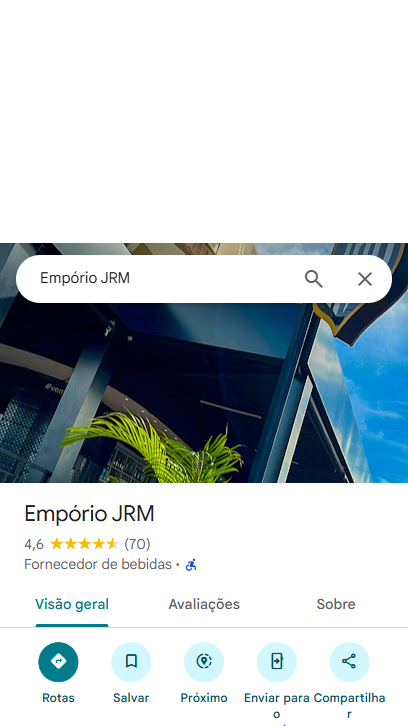 Empório JRM
Empório JRM
4,6 (70)
Fornecedor de bebidas ·
Visão geral Avaliações Sobre
Rotas Salvar Próximo Enviar para o Compartilhar